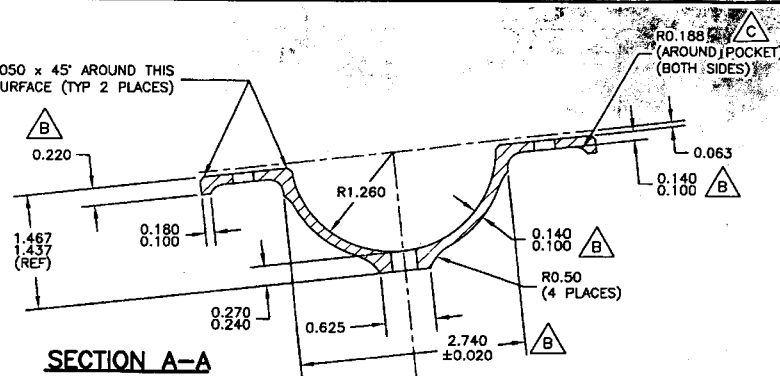 050 x 45° AROUND THIS
URFACE (TYP 2 PLACES)
B
0.220
1.467
1.437
(REF)
0.180
0.100
0.270
0.240
0.625
R1.260
2.740
±0.020
B
R0.50
(4 PLACES)
0.140
0.100
B
R0.188
(AROUND POCKET)
(BOTH SIDES)
C
0.063
0.140
0.100
B
SECTION A-A